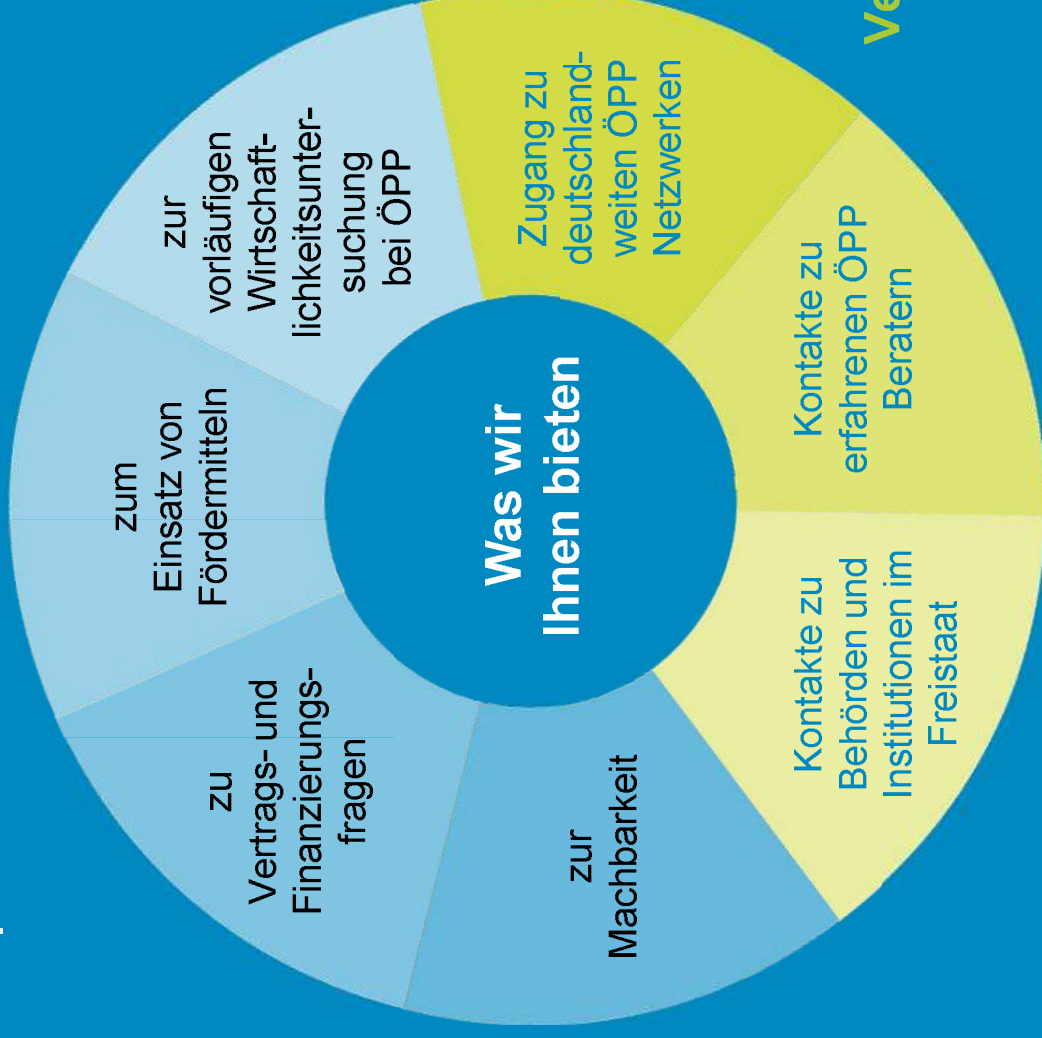 Was wir
Ihnen bieten
zur
Machbarkeit
zu
Vertrags- und
Finanzierungs-
fragen
zum
Einsatz von
Fördermitteln
zur
vorläufigen
Wirtschaft-
lichkeitsunter-
suchung
bei ÖPP
Zugang zu
deutschland-
weiten ÖPP
Netzwerken
Kontakte zu
erfahrenen ÖPP
Beratern
Kontakte zu
Behörden und
Institutionen im
Freistaat
Ve